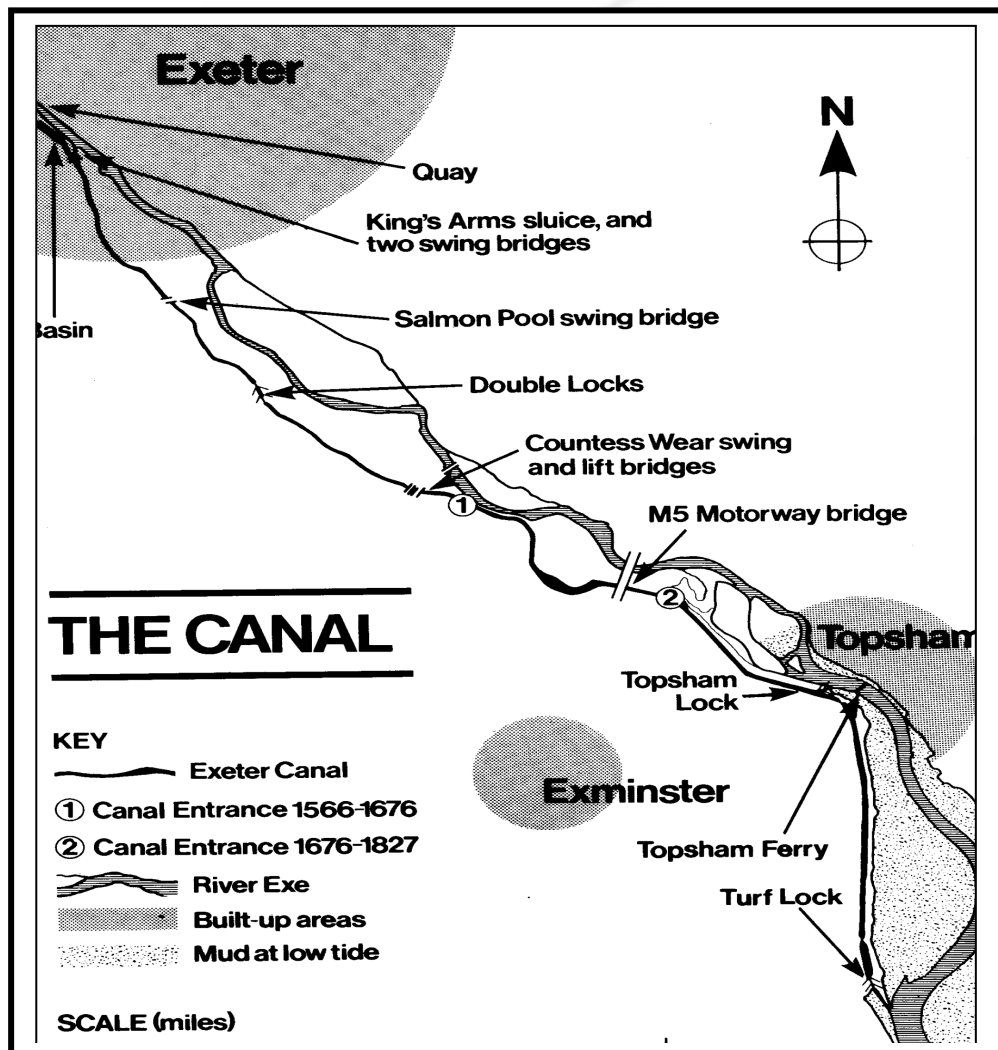 Exeter
N
Quay
King's Arms sluice, and
two swing bridges
Salmon Pool swing bridge
Basin
Double Locks
Countess Wear swing
and lift bridges
1
M5 Motorway bridge
2
THE CANAL
Topsham
Topsham
Lock
KEY
Exeter Canal
Exminster
1 Canal Entrance 1566-1676
2 Canal Entrance 1676-1827
Topsham Ferry
River Exe
Turf Lock
Built-up areas
Mud at low tide
SCALE (miles)